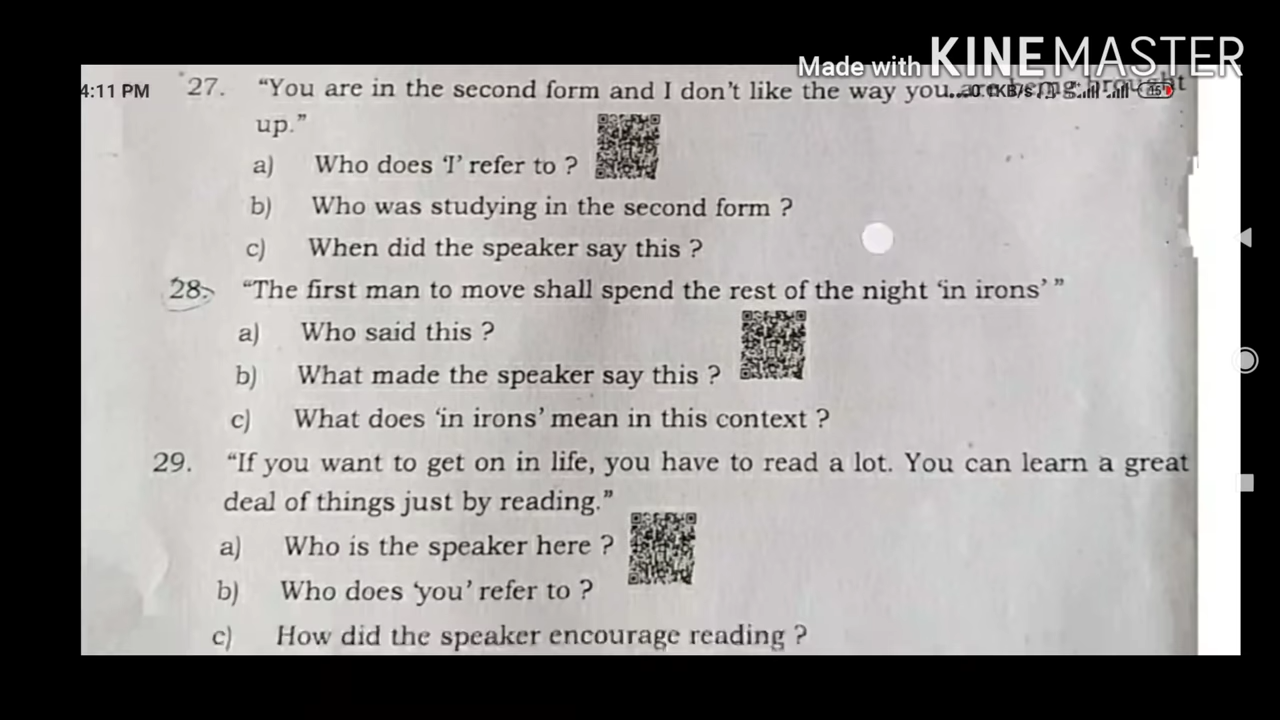 Made with KINEMASTER
4:11 PM
27. “You are in the second form and I don’t like the way you are being brought
up.”
a) Who does ‘I’ refer to ?
b) Who was studying in the second form ?
c) When did the speaker say this ?
28. “The first man to move shall spend the rest of the night ‘in irons’ ”
a) Who said this ?
b) What made the speaker say this ?
c) What does ‘in irons’ mean in this context ?
29. “If you want to get on in life, you have to read a lot. You can learn a great
deal of things just by reading.”
a) Who is the speaker here ?
b) Who does ‘you’ refer to ?
c) How did the speaker encourage reading ?